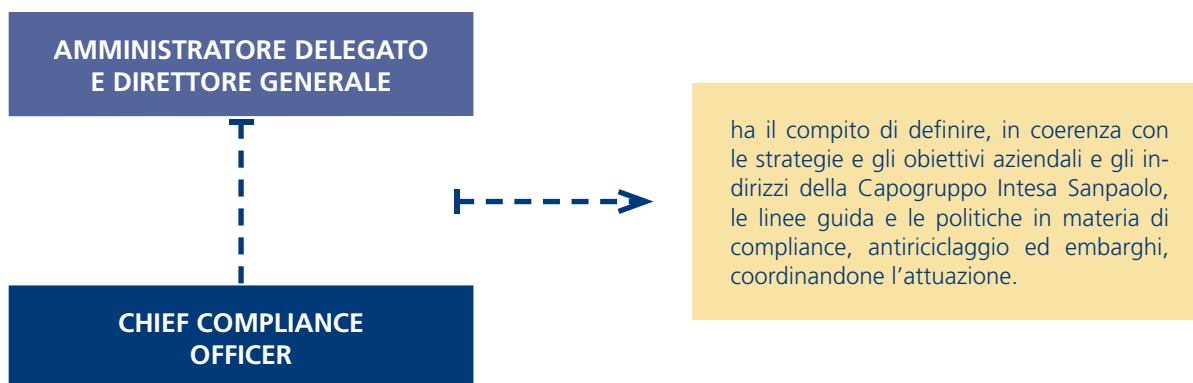 AMMINISTRATORE DELEGATO
E DIRETTORE GENERALE
ha il compito di definire, in coerenza con
le strategie e gli obiettivi aziendali e gli in-
dirizzi della Capogruppo Intesa Sanpaolo,
le linee guida e le politiche in materia di
compliance, antiriciclaggio ed embarghi,
coordinandone l’attuazione.
CHIEF COMPLIANCE
OFFICER